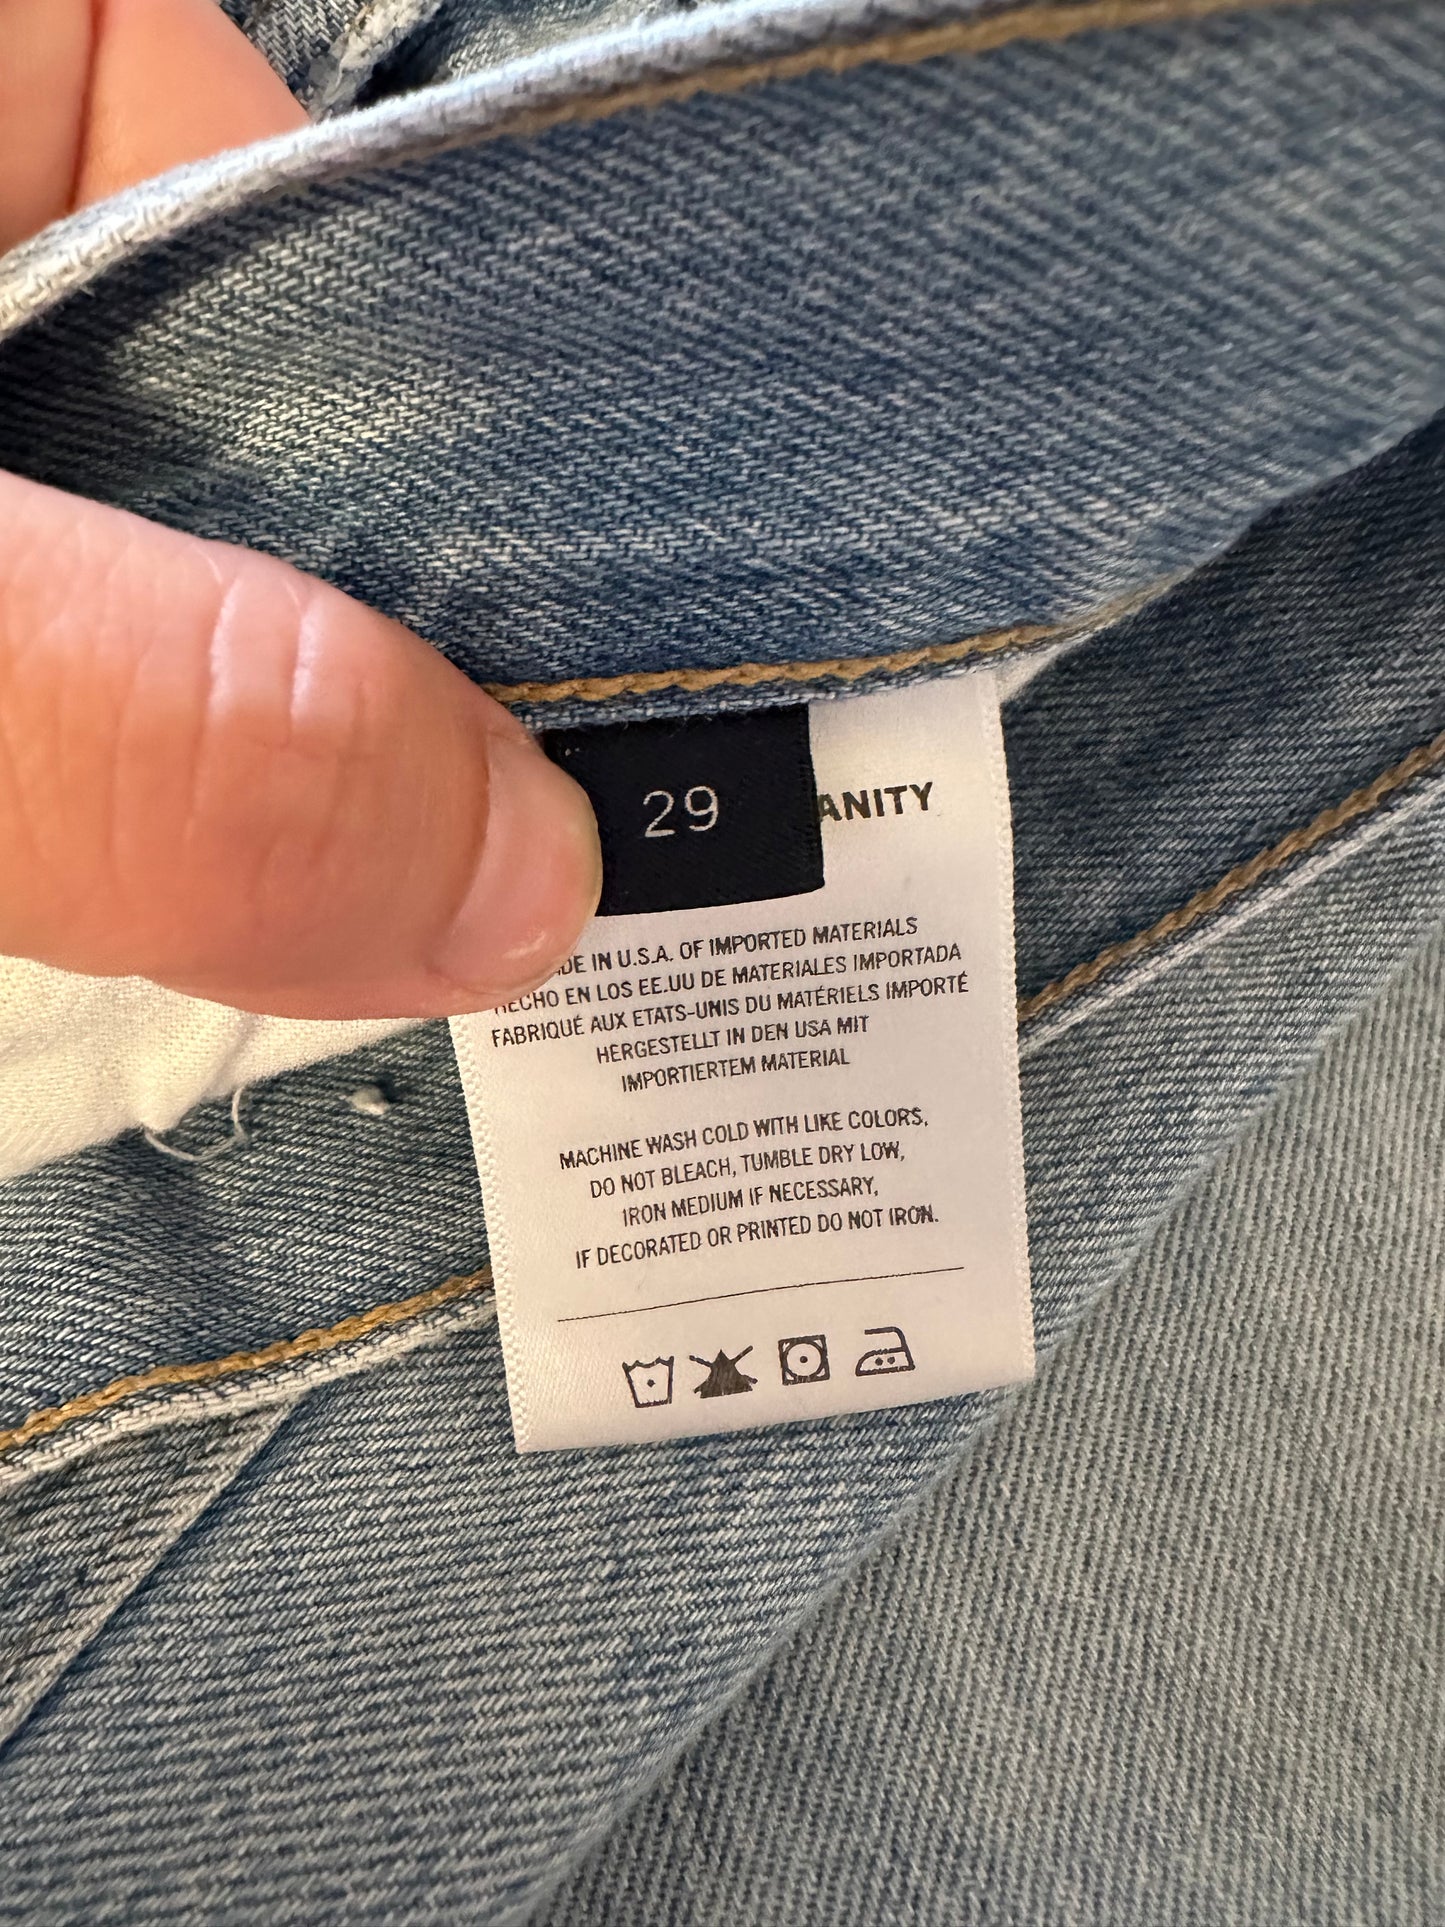 29
ANITY
DE IN U.S.A. OF IMPORTED MATERIALS
HECHO EN LOS EE.UU DE MATERIALES IMPORTADA
FABRIQUÉ AUX ETATS-UNIS DU MATÉRIELS IMPORTÉ
HERGESTELLT IN DEN USA MIT
IMPORTIERTEM MATERIAL
MACHINE WASH COLD WITH LIKE COLORS,
DO NOT BLEACH, TUMBLE DRY LOW,
IRON MEDIUM IF NECESSARY,
IF DECORATED OR PRINTED DO NOT IRON.